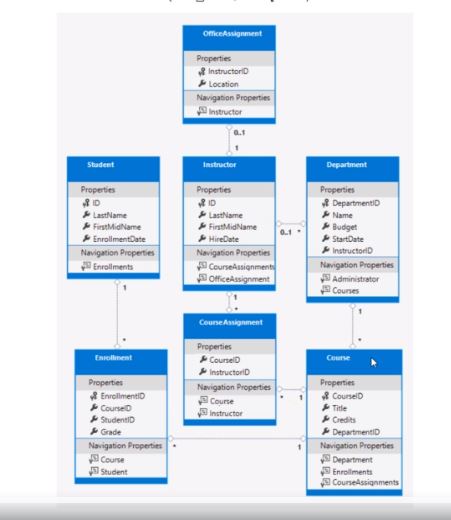 OfficeAssignment
Properties
InstructorID
Location
Navigation Properties
Instructor
0..1
1
Student
Properties
ID
LastName
FirstMidName
EnrollmentDate
Navigation Properties
Enrollments
Instructor
Properties
ID
LastName
FirstMidName
HireDate
Navigation Properties
CourseAssignments
OfficeAssignment
0..1 *
Department
Properties
DepartmentID
Name
Budget
StartDate
InstructorID
Navigation Properties
Administrator
Courses
1
*
1
*
1
*
CourseAssignment
Properties
CourseID
InstructorID
Navigation Properties
Course
Instructor
* 1
Enrollment
Properties
EnrollmentID
CourseID
StudentID
Grade
Navigation Properties
Course
Student
* 1
Course
Properties
CourseID
Title
Credits
DepartmentID
Navigation Properties
Department
Enrollments
CourseAssignments